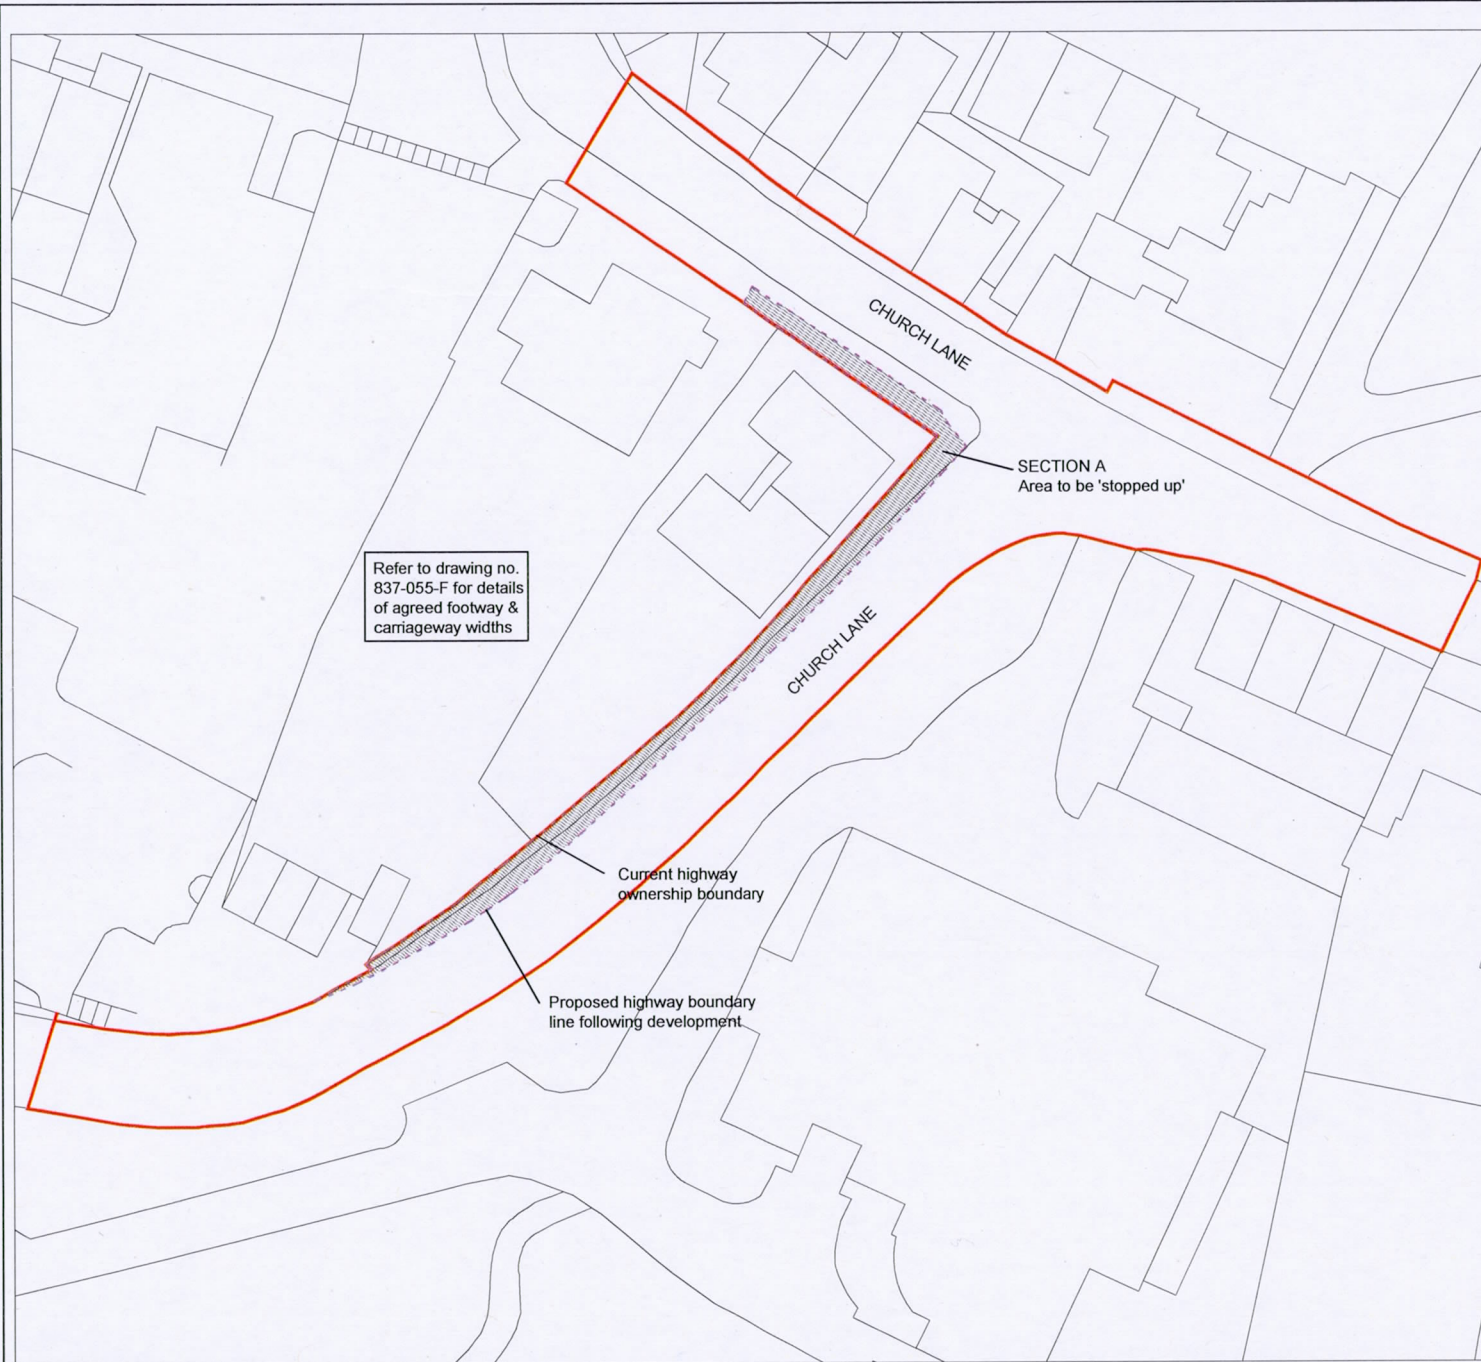 CHURCH LANE
SECTION A
Area to be 'stopped up'
Refer to drawing no.
837-055-F for details
of agreed footway &
carriageway widths
CHURCH LANE
Current highway
ownership boundary
Proposed highway boundary
line following development